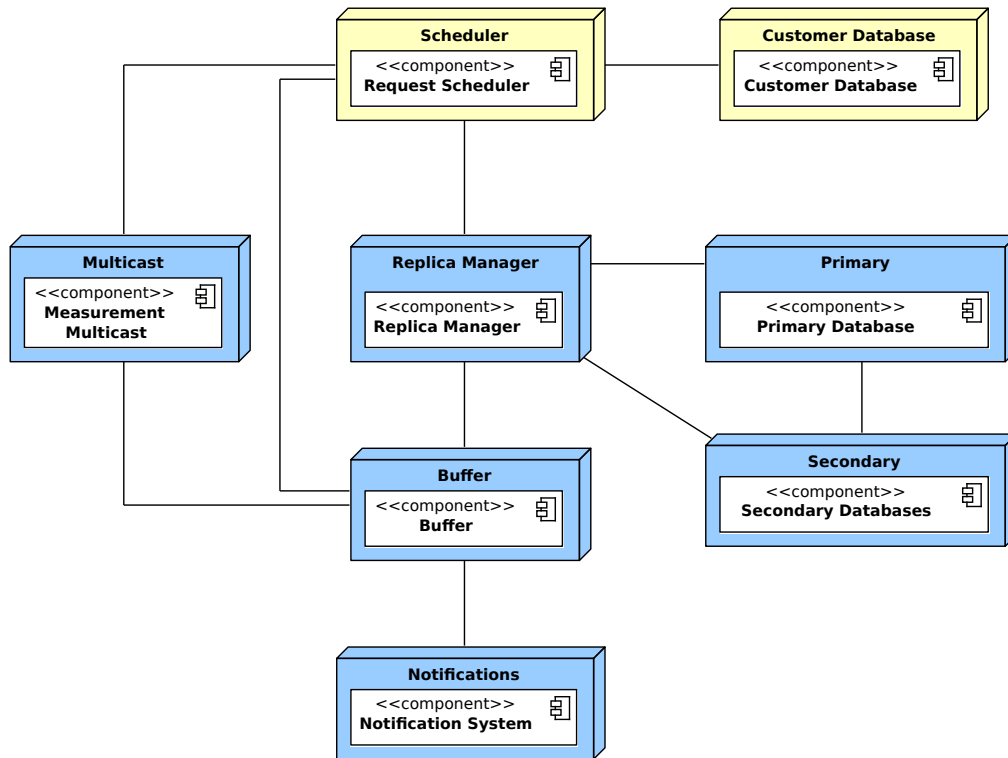 Scheduler
<<component>>
Request Scheduler
Customer Database
<<component>>
Customer Database
Multicast
<<component>>
Measurement
Multicast
Replica Manager
<<component>>
Replica Manager
Primary
<<component>>
Primary Database
Buffer
<<component>>
Buffer
Secondary
<<component>>
Secondary Databases
Notifications
<<component>>
Notification System